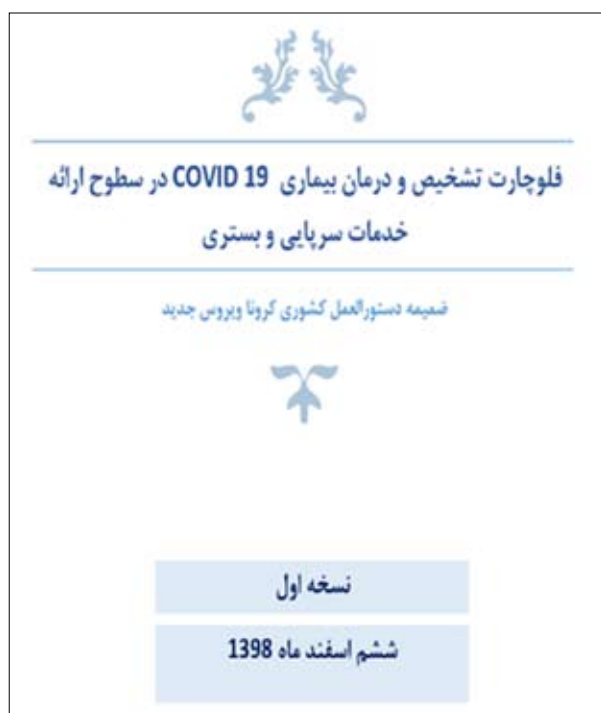 فلوچارت تشخیص و درمان بیماری COVID 19 در سطوح ارائه
خدمات سرپایی و بستری
ضمیمه دستورالعمل کشوری کرونا ویروس جدید
نسخه اول
ششم اسفند ماه 1398